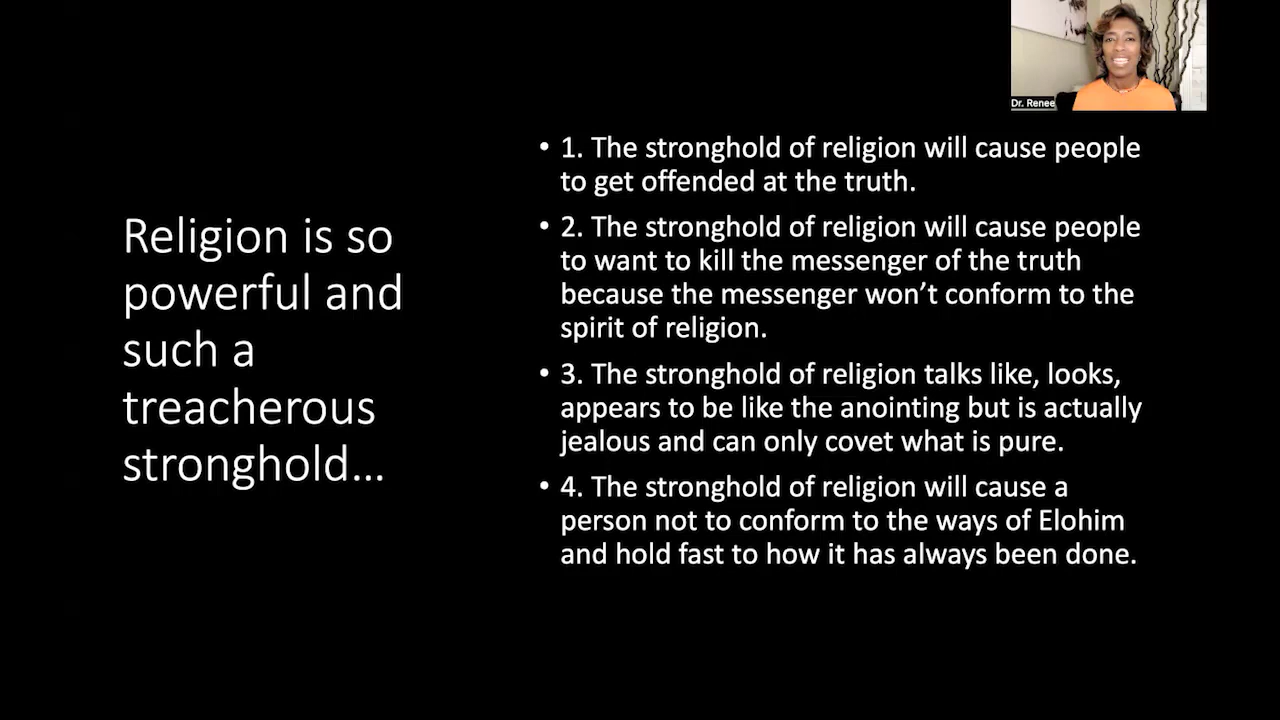 Dr. Renee
Religion is so
powerful and
such a
treacherous
stronghold...
• 1. The stronghold of religion will cause people
to get offended at the truth.
• 2. The stronghold of religion will cause people
to want to kill the messenger of the truth
because the messenger won’t conform to the
spirit of religion.
• 3. The stronghold of religion talks like, looks,
appears to be like the anointing but is actually
jealous and can only covet what is pure.
• 4. The stronghold of religion will cause a
person not to conform to the ways of Elohim
and hold fast to how it has always been done.